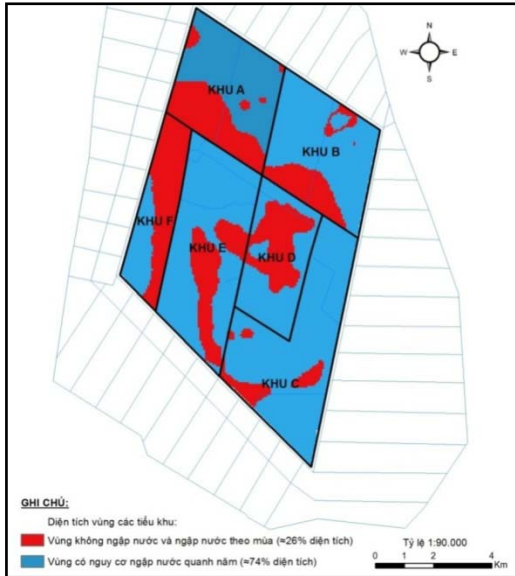 N
W E
S
KHU A
KHU B
KHU F
KHU E
KHU D
KHU C
GHI CHÚ:
Diện tích vùng các tiểu khu:
Vùng không ngập nước và ngập nước theo mùa (≈26% diện tích)
Vùng có nguy cơ ngập nước quanh năm (≈74% diện tích)
Tỷ lệ 1:90.000
0 1 2 4
Km